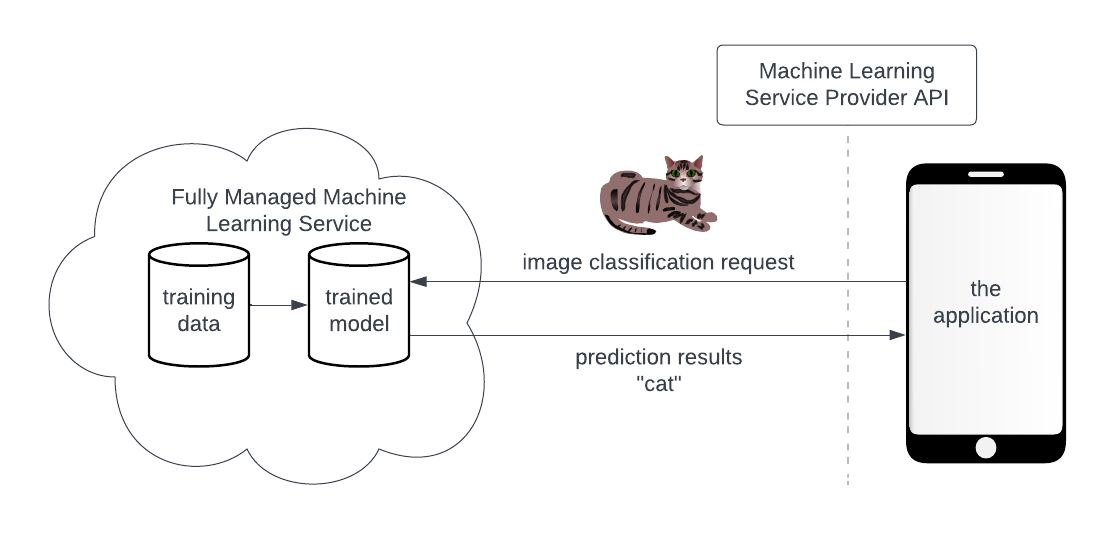 Machine Learning
Service Provider API
Fully Managed Machine
Learning Service
training
data
trained
model
image classification request
prediction results
"cat"
the
application